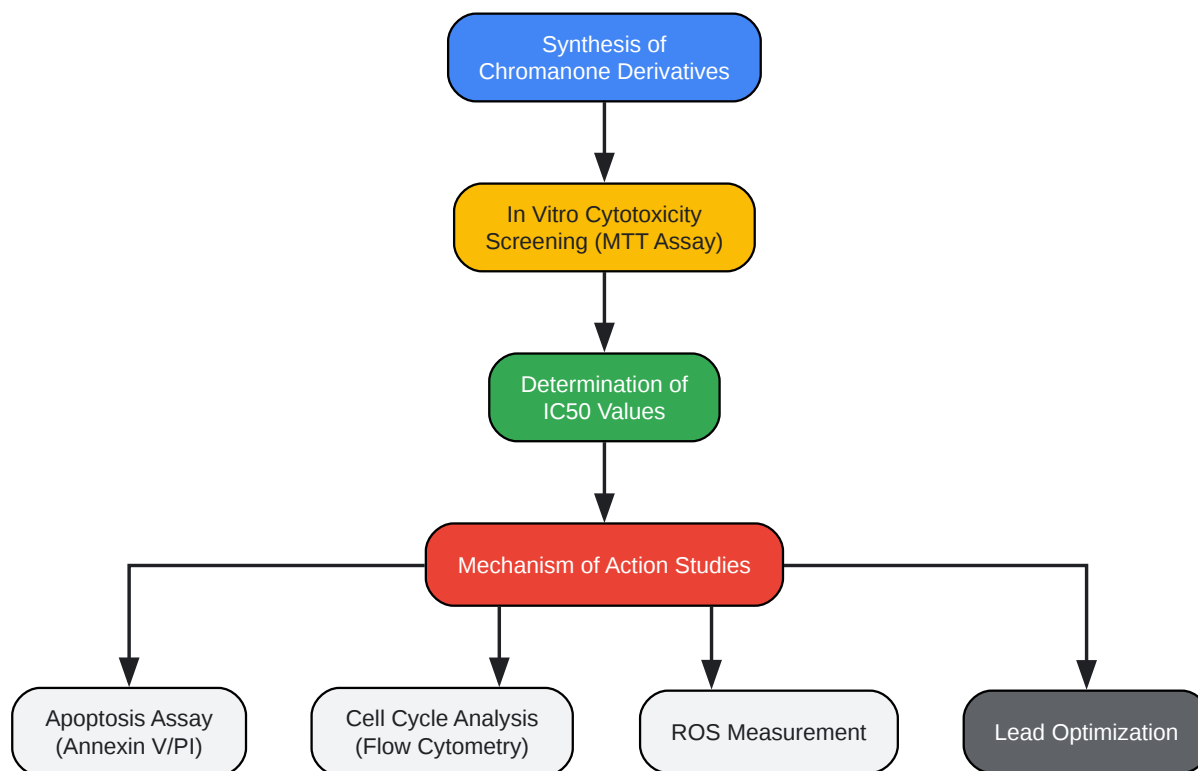 Synthesis of
Chromanone Derivatives
In Vitro Cytotoxicity
Screening (MTT Assay)
Determination of
IC50 Values
Mechanism of Action Studies
Apoptosis Assay
(Annexin V/PI)
Cell Cycle Analysis
(Flow Cytometry)
ROS Measurement
Lead Optimization